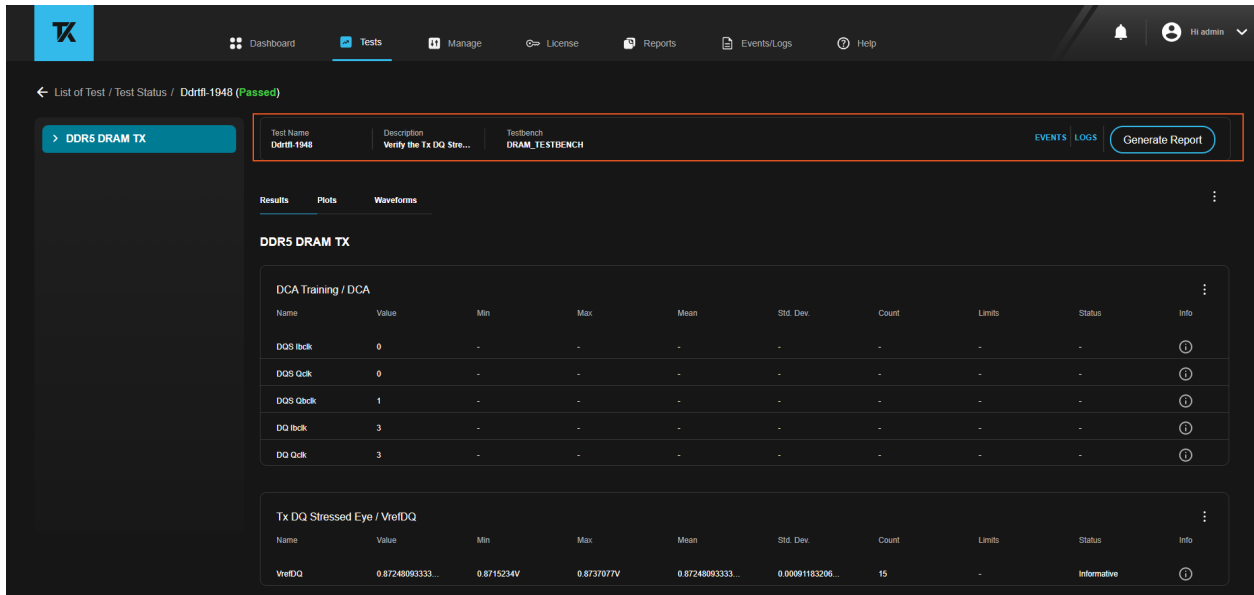 TK
Dashboard Tests Manage License Reports Events/Logs Help Hi admin
List of Test / Test Status / Ddrtfl-1948 (Passed)
DDR5 DRAM TX
Test Name Description Testbench
Ddrtfl-1948 Verify the Tx DQ Stre... DRAM_TESTBENCH
EVENTS LOGS Generate Report
Results Plots Waveforms
DDR5 DRAM TX
DCA Training / DCA
Name Value Min Max Mean Std. Dev. Count Limits Status Info
DQS Ibclk 0 - - - - - - -
DQS Qclk 0 - - - - - - -
DQS Qbclk 1 - - - - - - -
DQ Ibclk 3 - - - - - - -
DQ Qclk 3 - - - - - - -
Tx DQ Stressed Eye / VrefDQ
Name Value Min Max Mean Std. Dev. Count Limits Status Info
VrefDQ 0.87248093333... 0.8715234V 0.8737077V 0.87248093333... 0.00091183206... 15 - Informative